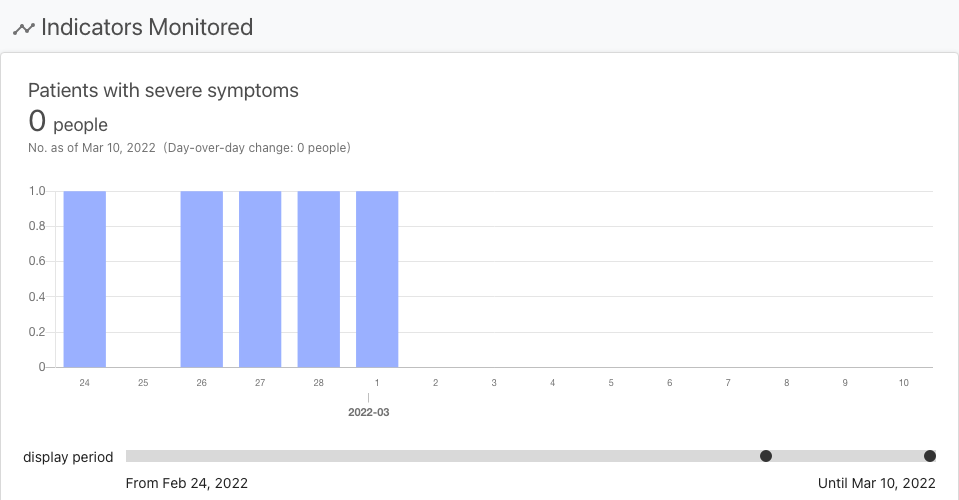 Indicators Monitored
Patients with severe symptoms
0 people
No. as of Mar 10, 2022 (Day-over-day change: 0 people)
1.0
0.8
0.6
0.4
0.2
0
24 25 26 27 28 1 2 3 4 5 6 7 8 9 10
2022-03
display period
From Feb 24, 2022 Until Mar 10, 2022